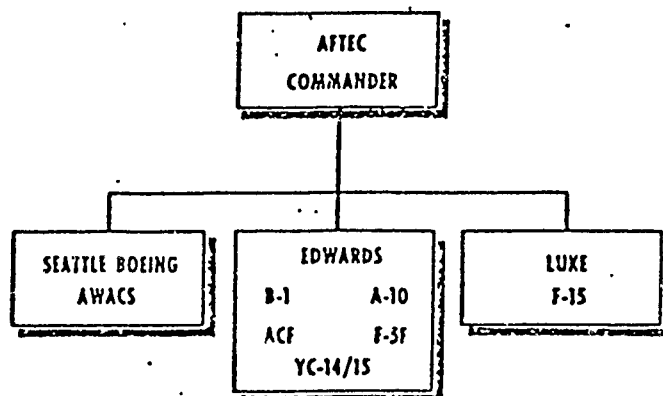 AFTEC
COMMANDER
SEATTLE BOEING
AWACS
EDWARDS
B-1 A-10
ACF F-5F
YC-14/15
LUKE
F-15